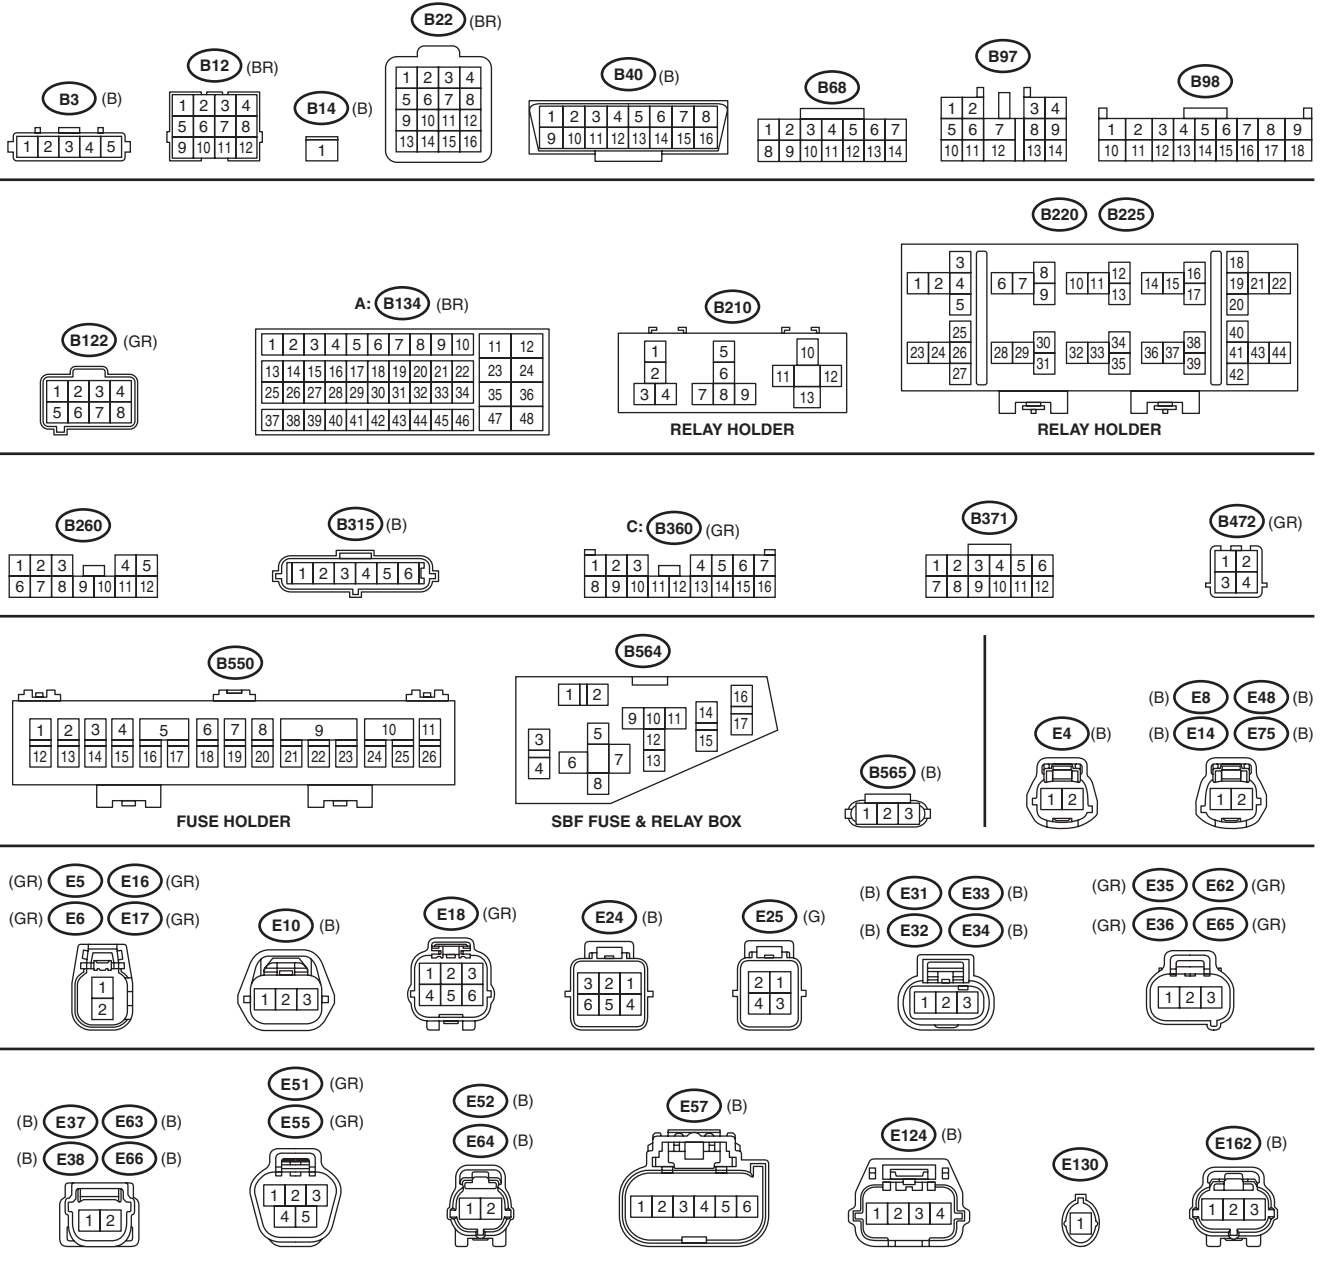 B3 (B)
1 2 3 4 5
B12 (BR)
1 2 3 4
5 6 7 8
9 10 11 12
B14 (B)
1
B22 (BR)
1 2 3 4
5 6 7 8
9 10 11 12
13 14 15 16
B40 (B)
1 2 3 4 5 6 7 8
9 10 11 12 13 14 15 16
B68
1 2 3 4 5 6 7
8 9 10 11 12 13 14
B97
1 2 3 4
5 6 7 8 9
10 11 12 13 14
B98
1 2 3 4 5 6 7 8 9
10 11 12 13 14 15 16 17 18
B122 (GR)
1 2 3 4
5 6 7 8
A: B134 (BR)
1 2 3 4 5 6 7 8 9 10 11 12
13 14 15 16 17 18 19 20 21 22 23 24
25 26 27 28 29 30 31 32 33 34 35 36
37 38 39 40 41 42 43 44 45 46 47 48
B210
1 5 10
2 6 11 12
3 4 7 8 9 13
RELAY HOLDER
B220 B225
3 8 12 16 18
1 2 4 6 7 10 11 14 15 19 21 22
5 9 13 17 20
25 30 34 38 40
23 24 26 28 29 32 33 36 37 41 43 44
27 31 35 39 42
RELAY HOLDER
B260
1 2 3 4 5
6 7 8 9 10 11 12
B315 (B)
1 2 3 4 5 6
C: B360 (GR)
1 2 3 4 5 6 7
8 9 10 11 12 13 14 15 16
B371
1 2 3 4 5 6
7 8 9 10 11 12
B472 (GR)
1 2
3 4
B550
1 2 3 4 5 6 7 8 9 10 11
12 13 14 15 16 17 18 19 20 21 22 23 24 25 26
FUSE HOLDER
B564
1 2 16
9 10 11 14 17
3 5 12 15
4 6 7 13
8
SBF FUSE & RELAY BOX
B565 (B)
1 2 3
E4 (B)
1 2
(B) E8 E48 (B)
(B) E14 E75 (B)
1 2
(GR) E5 E16 (GR)
(GR) E6 E17 (GR)
1
2
E10 (B)
1 2 3
E18 (GR)
1 2 3
4 5 6
E24 (B)
3 2 1
6 5 4
E25 (G)
2 1
4 3
(B) E31 E33 (B)
(B) E32 E34 (B)
1 2 3
(GR) E35 E62 (GR)
(GR) E36 E65 (GR)
1 2 3
(B) E37 E63 (B)
(B) E38 E66 (B)
1 2
E51 (GR)
E55 (GR)
1 2 3
4 5
E52 (B)
E64 (B)
1 2
E57 (B)
1 2 3 4 5 6
E124 (B)
1 2 3 4
E130
1
E162 (B)
1 2 3